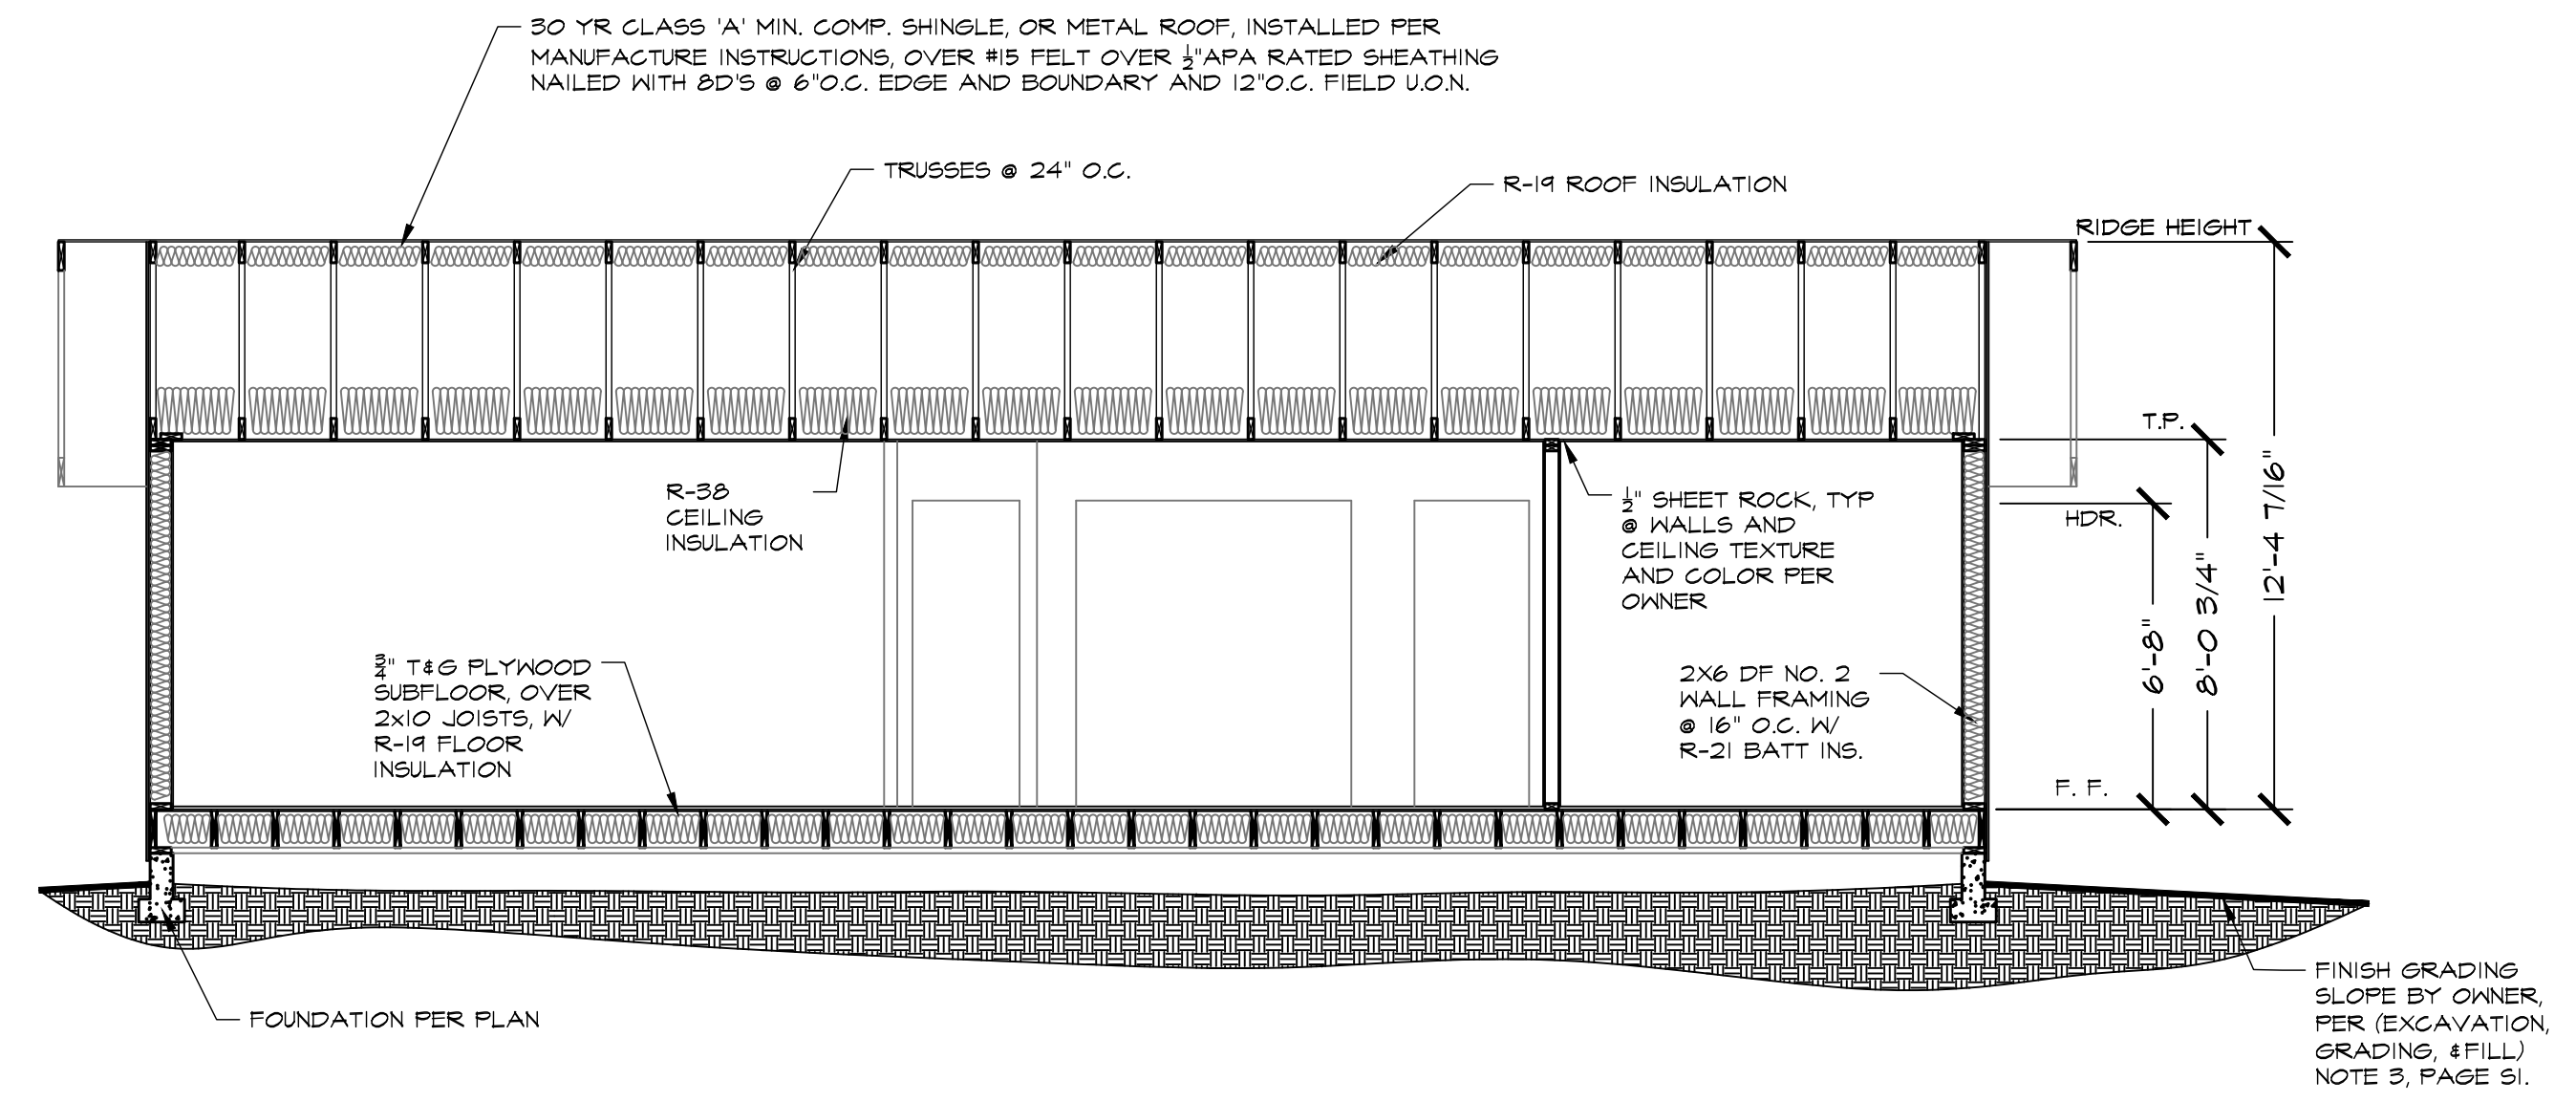 30 YR CLASS 'A' MIN. COMP. SHINGLE, OR METAL ROOF, INSTALLED PER
MANUFACTURE INSTRUCTIONS, OVER #15 FELT OVER 1/2"APA RATED SHEATHING
NAILED WITH 8D'S @ 6"O.C. EDGE AND BOUNDARY AND 12"O.C. FIELD U.O.N.
TRUSSES @ 24" O.C.
R-19 ROOF INSULATION
RIDGE HEIGHT
T.P.
HDR.
F. F.
6'-8"
8'-0 3/4"
12'-4 7/16"
R-38
CEILING
INSULATION
1/2" SHEET ROCK, TYP
@ WALLS AND
CEILING TEXTURE
AND COLOR PER
OWNER
3/4" T&G PLYWOOD
SUBFLOOR, OVER
2x10 JOISTS, W/
R-19 FLOOR
INSULATION
2X6 DF NO. 2
WALL FRAMING
@ 16" O.C. W/
R-21 BATT INS.
FOUNDATION PER PLAN
FINISH GRADING
SLOPE BY OWNER,
PER (EXCAVATION,
GRADING, &FILL)
NOTE 3, PAGE S1.